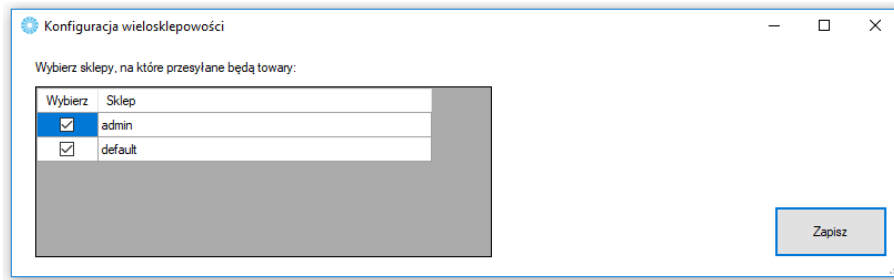 Konfiguracja wielosklepowości
Wybierz sklepy, na które przesyłane będą towary:
Wybierz Sklep
admin
default
Zapisz